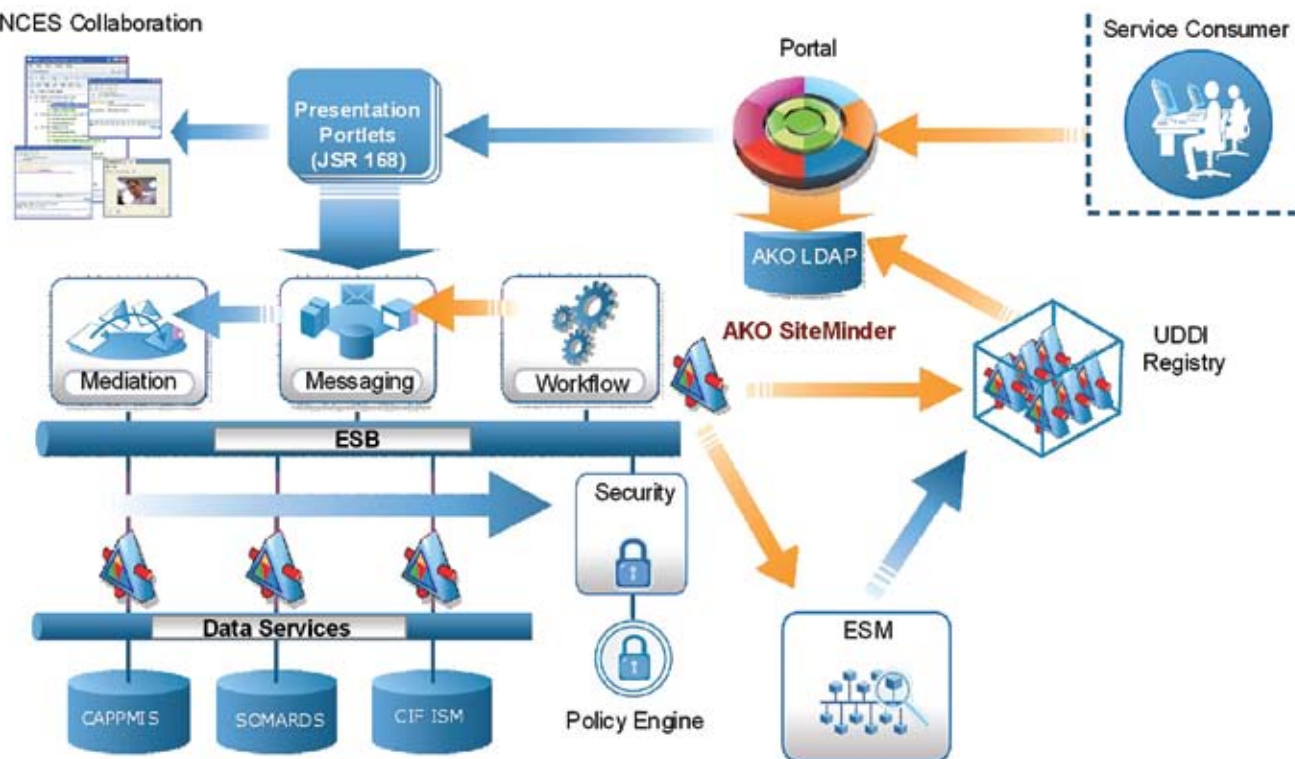 NCES Collaboration
Service Consumer
Portal
Presentation
Portlets
(JSR 168)
AKO LDAP
AKO SiteMinder
UDDI
Registry
Mediation
Messaging
Workflow
ESB
Security
Data Services
ESM
CAPPMIS
SOMARDS
CIF ISM
Policy Engine